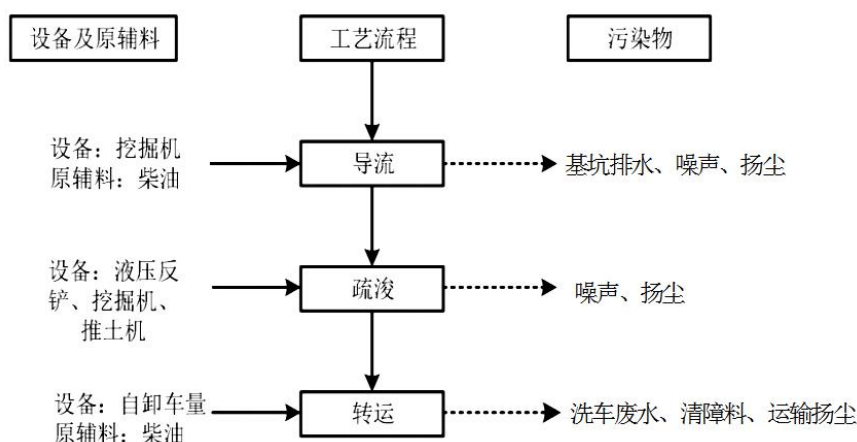 设备及原辅料
工艺流程
污染物
设备：挖掘机
原辅料：柴油
导流
基坑排水、噪声、扬尘
设备：液压反
铲、挖掘机、
推土机
疏浚
噪声、扬尘
设备：自卸车量
原辅料：柴油
转运
洗车废水、清障料、运输扬尘